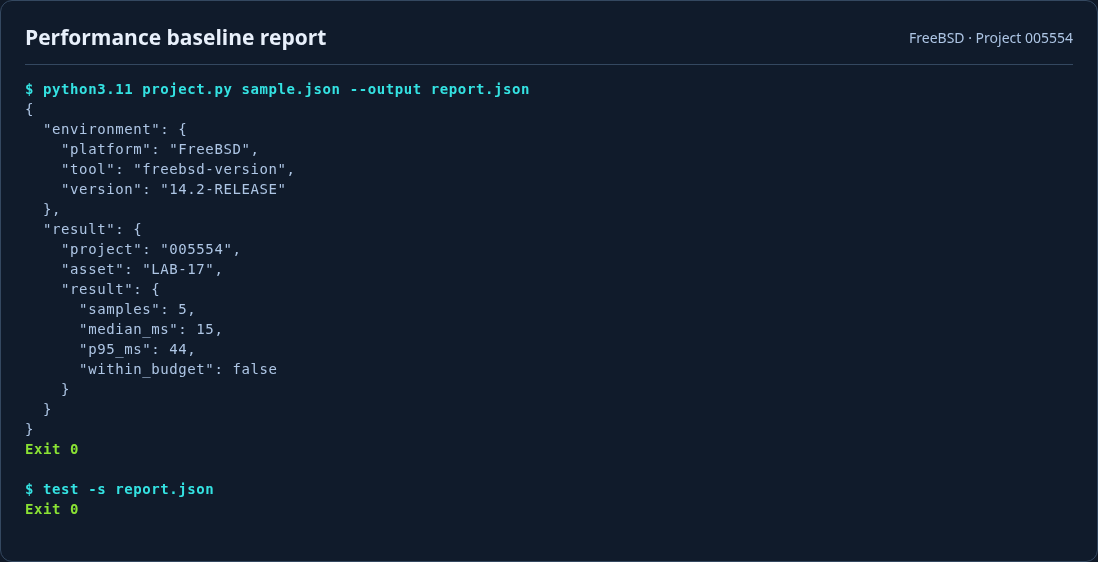 Performance baseline report
FreeBSD · Project 005554
$ python3.11 project.py sample.json --output report.json
{
  "environment": {
    "platform": "FreeBSD",
    "tool": "freebsd-version",
    "version": "14.2-RELEASE"
  },
  "result": {
    "project": "005554",
    "asset": "LAB-17",
    "result": {
      "samples": 5,
      "median_ms": 15,
      "p95_ms": 44,
      "within_budget": false
    }
  }
}
Exit 0
$ test -s report.json
Exit 0